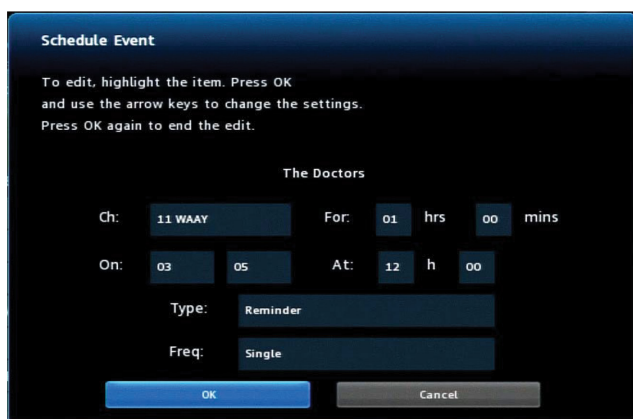 Schedule Event
To edit, highlight the item. Press OK
and use the arrow keys to change the settings.
Press OK again to end the edit.
The Doctors
Ch: 11 WAAY For: 01 hrs 00 mins
On: 03 05 At: 12 h 00
Type: Reminder
Freq: Single
OK Cancel